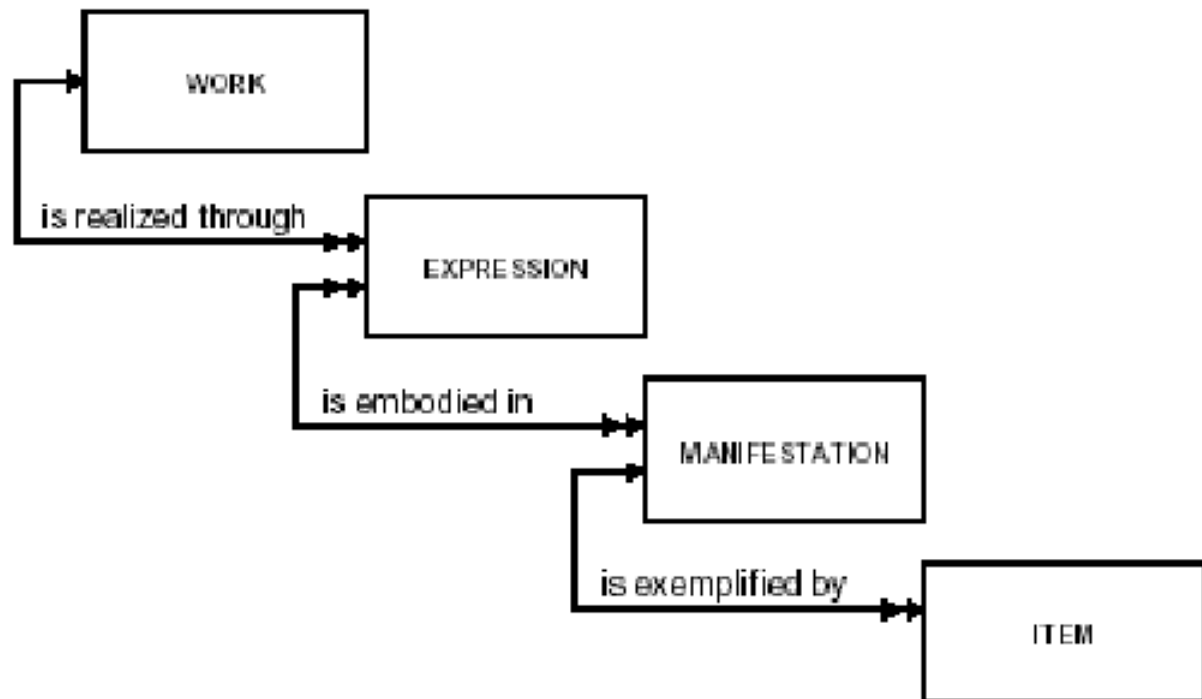 WORK
is realized through
EXPRESSION
is embodied in
MANIFESTATION
is exemplified by
ITEM